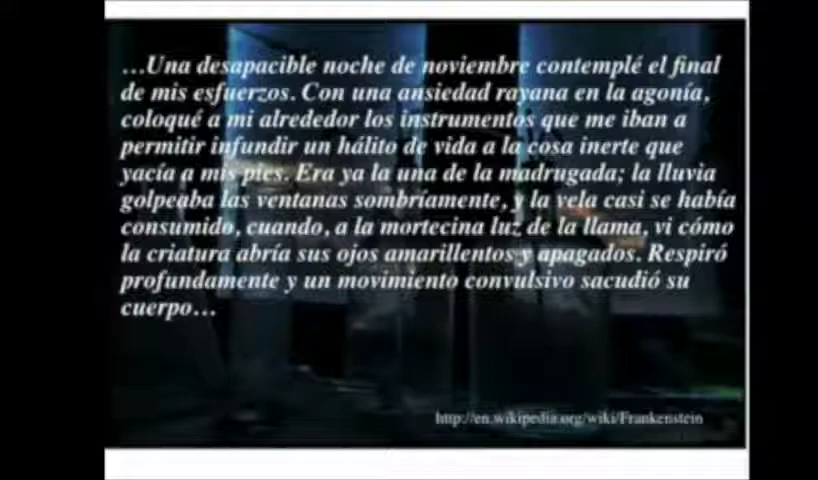 …Una desapacible noche de noviembre contemplé el final
de mis esfuerzos. Con una ansiedad rayana en la agonía,
coloqué a mi alrededor los instrumentos que me iban a
permitir infundir un hálito de vida a la cosa inerte que
yacía a mis pies. Era ya la una de la madrugada; la lluvia
golpeaba las ventanas sombríamente, y la vela casi se había
consumido, cuando, a la mortecina luz de la llama, vi cómo
la criatura abría sus ojos amarillentos y apagados. Respiró
profundamente y un movimiento convulsivo sacudió su
cuerpo…
http://en.wikipedia.org/wiki/Frankenstein